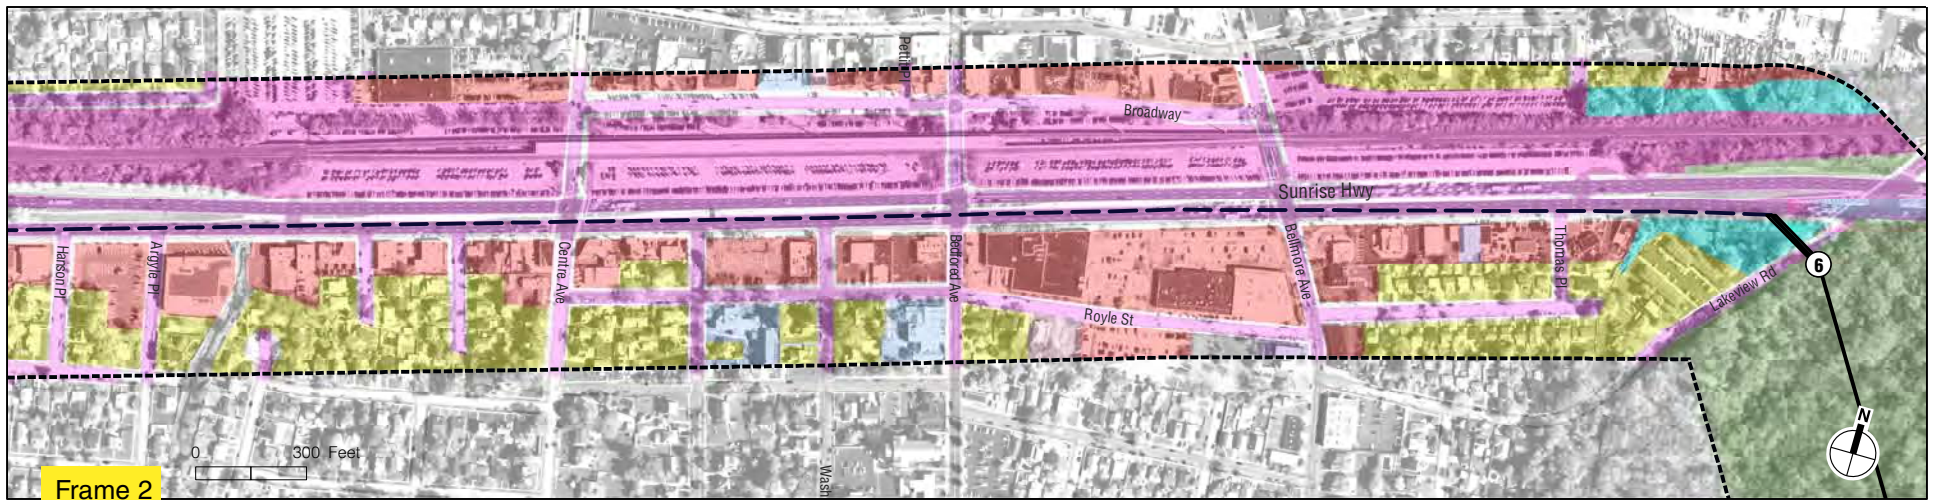 Pettit Pl
Broadway
Sunrise Hwy
Hanson Pl
Argyle Pl
Centre Ave
Bedford Ave
Bellmore Ave
Thomas Pl
6
Lakeview Rd
Royle St
N
0 300 Feet
Wash
Frame 2